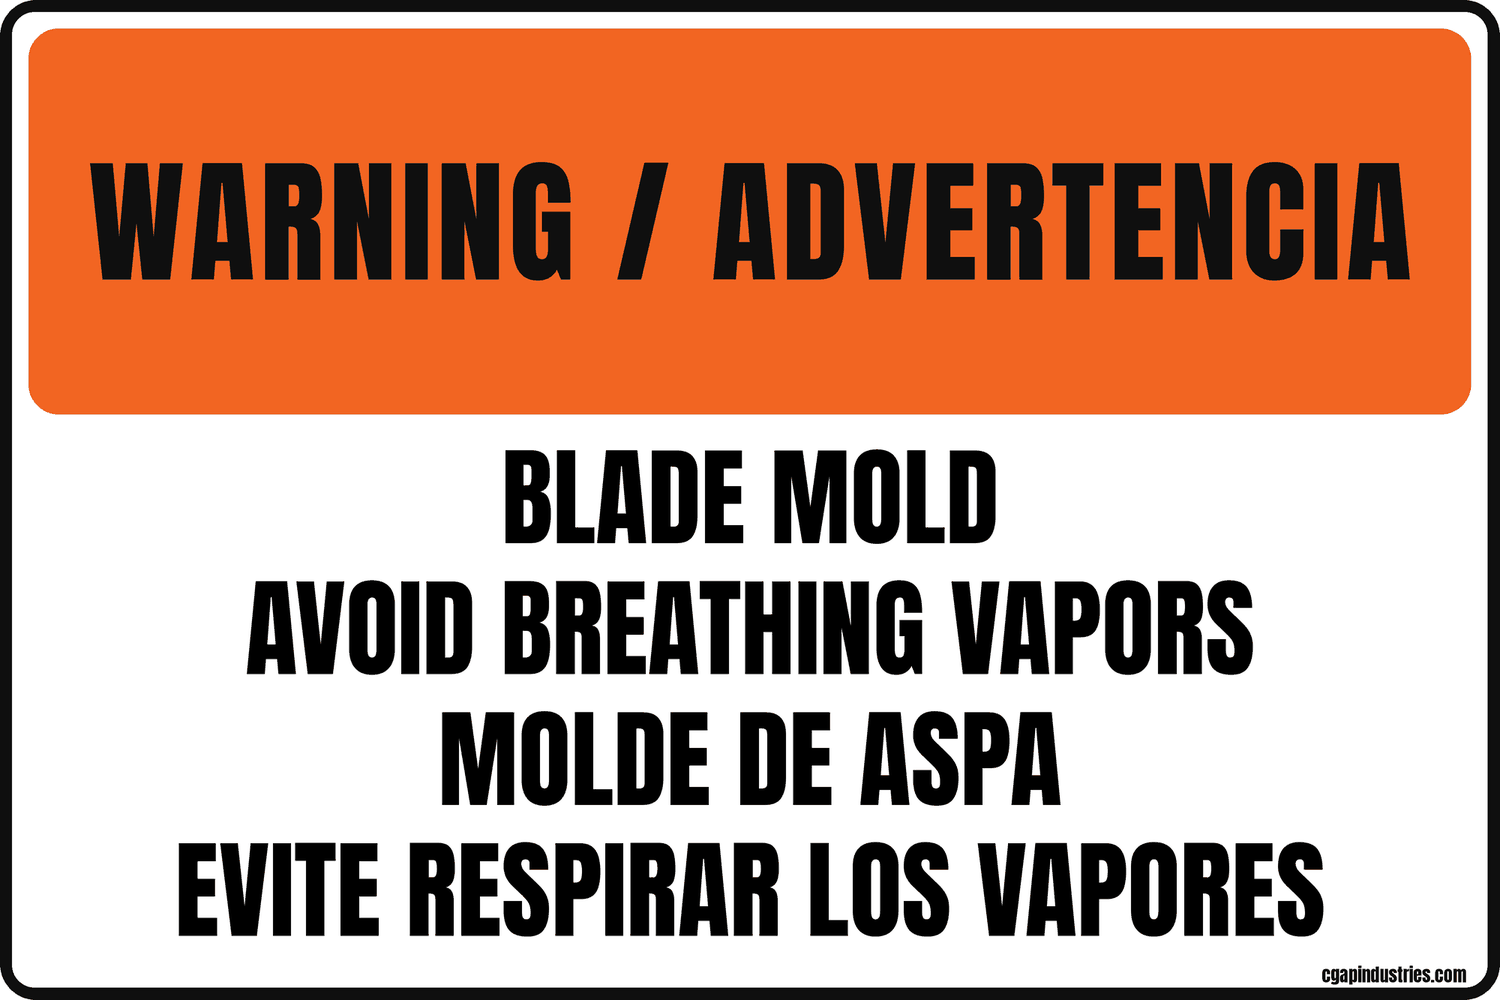 WARNING / ADVERTENCIA
BLADE MOLD
AVOID BREATHING VAPORS
MOLDE DE ASPA
EVITE RESPIRAR LOS VAPORES
cgapindustries.com